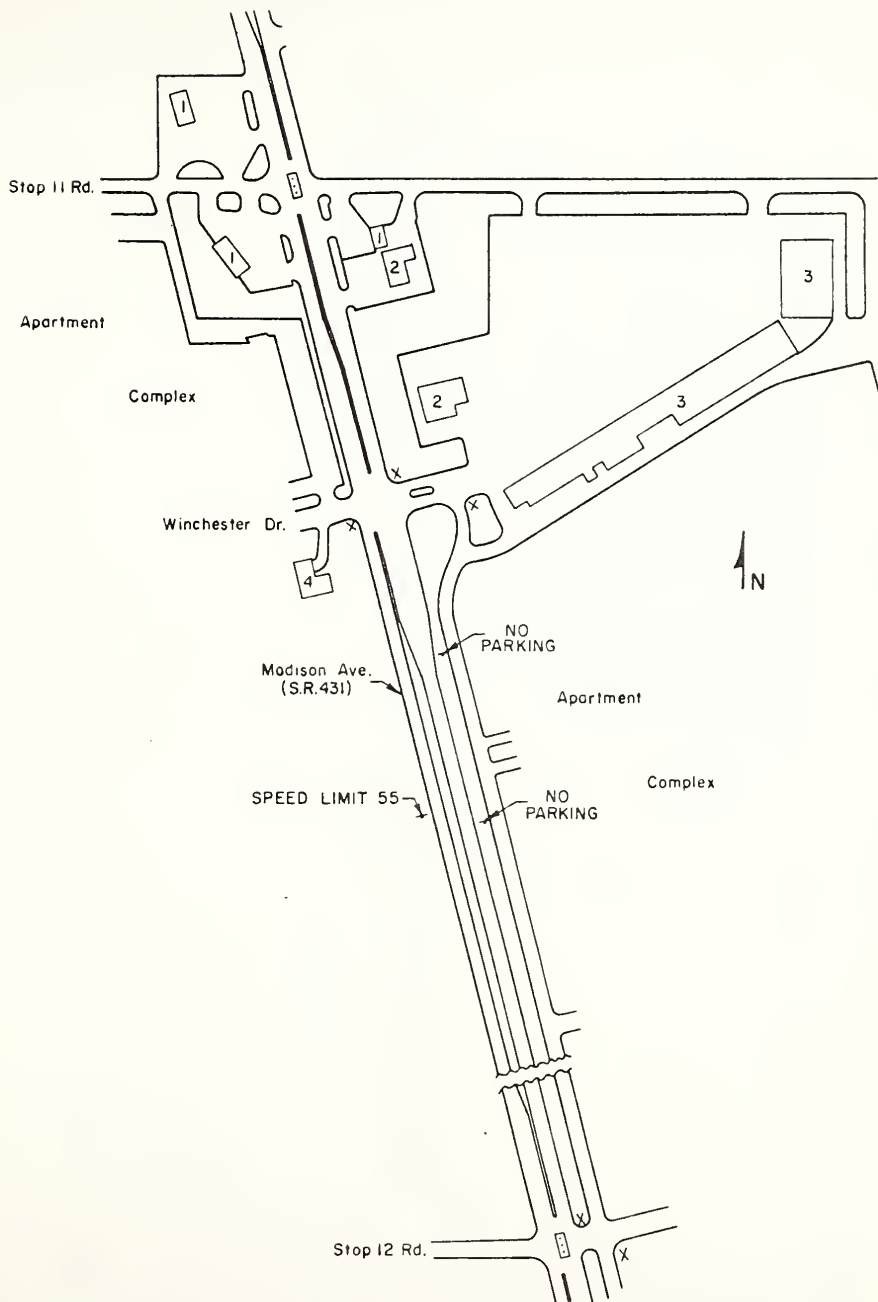 1
Stop 11 Rd.
1
1
2
3
Apartment
Complex
2
3
X
X
Winchester Dr.
X
4
N
NO
PARKING
Madison Ave.
(S.R.431)
Apartment
Complex
SPEED LIMIT 55
NO
PARKING
X
Stop 12 Rd.
X